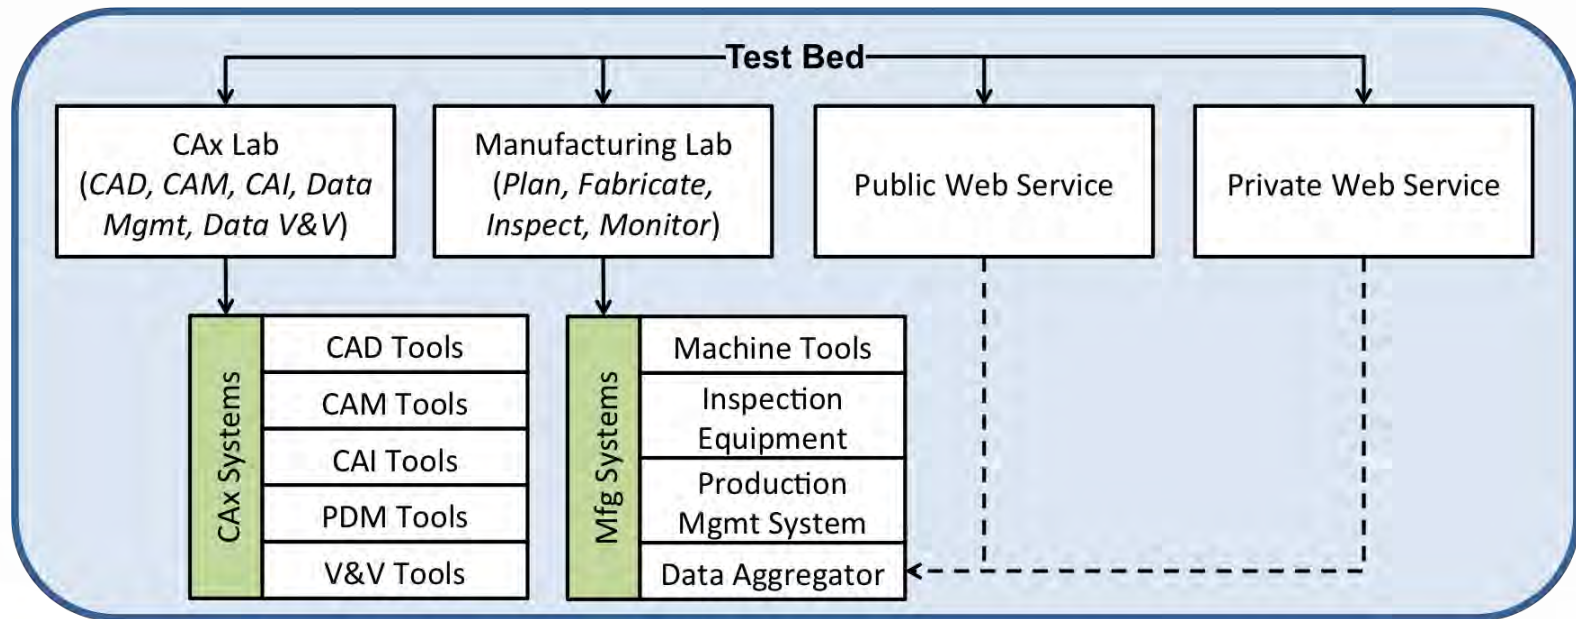 Test Bed
CAx Lab
(CAD, CAM, CAI, Data
Mgmt, Data V&V)
Manufacturing Lab
(Plan, Fabricate,
Inspect, Monitor)
Public Web Service
Private Web Service
CAx Systems
CAD Tools
CAM Tools
CAI Tools
PDM Tools
V&V Tools
Mfg Systems
Machine Tools
Inspection
Equipment
Production
Mgmt System
Data Aggregator